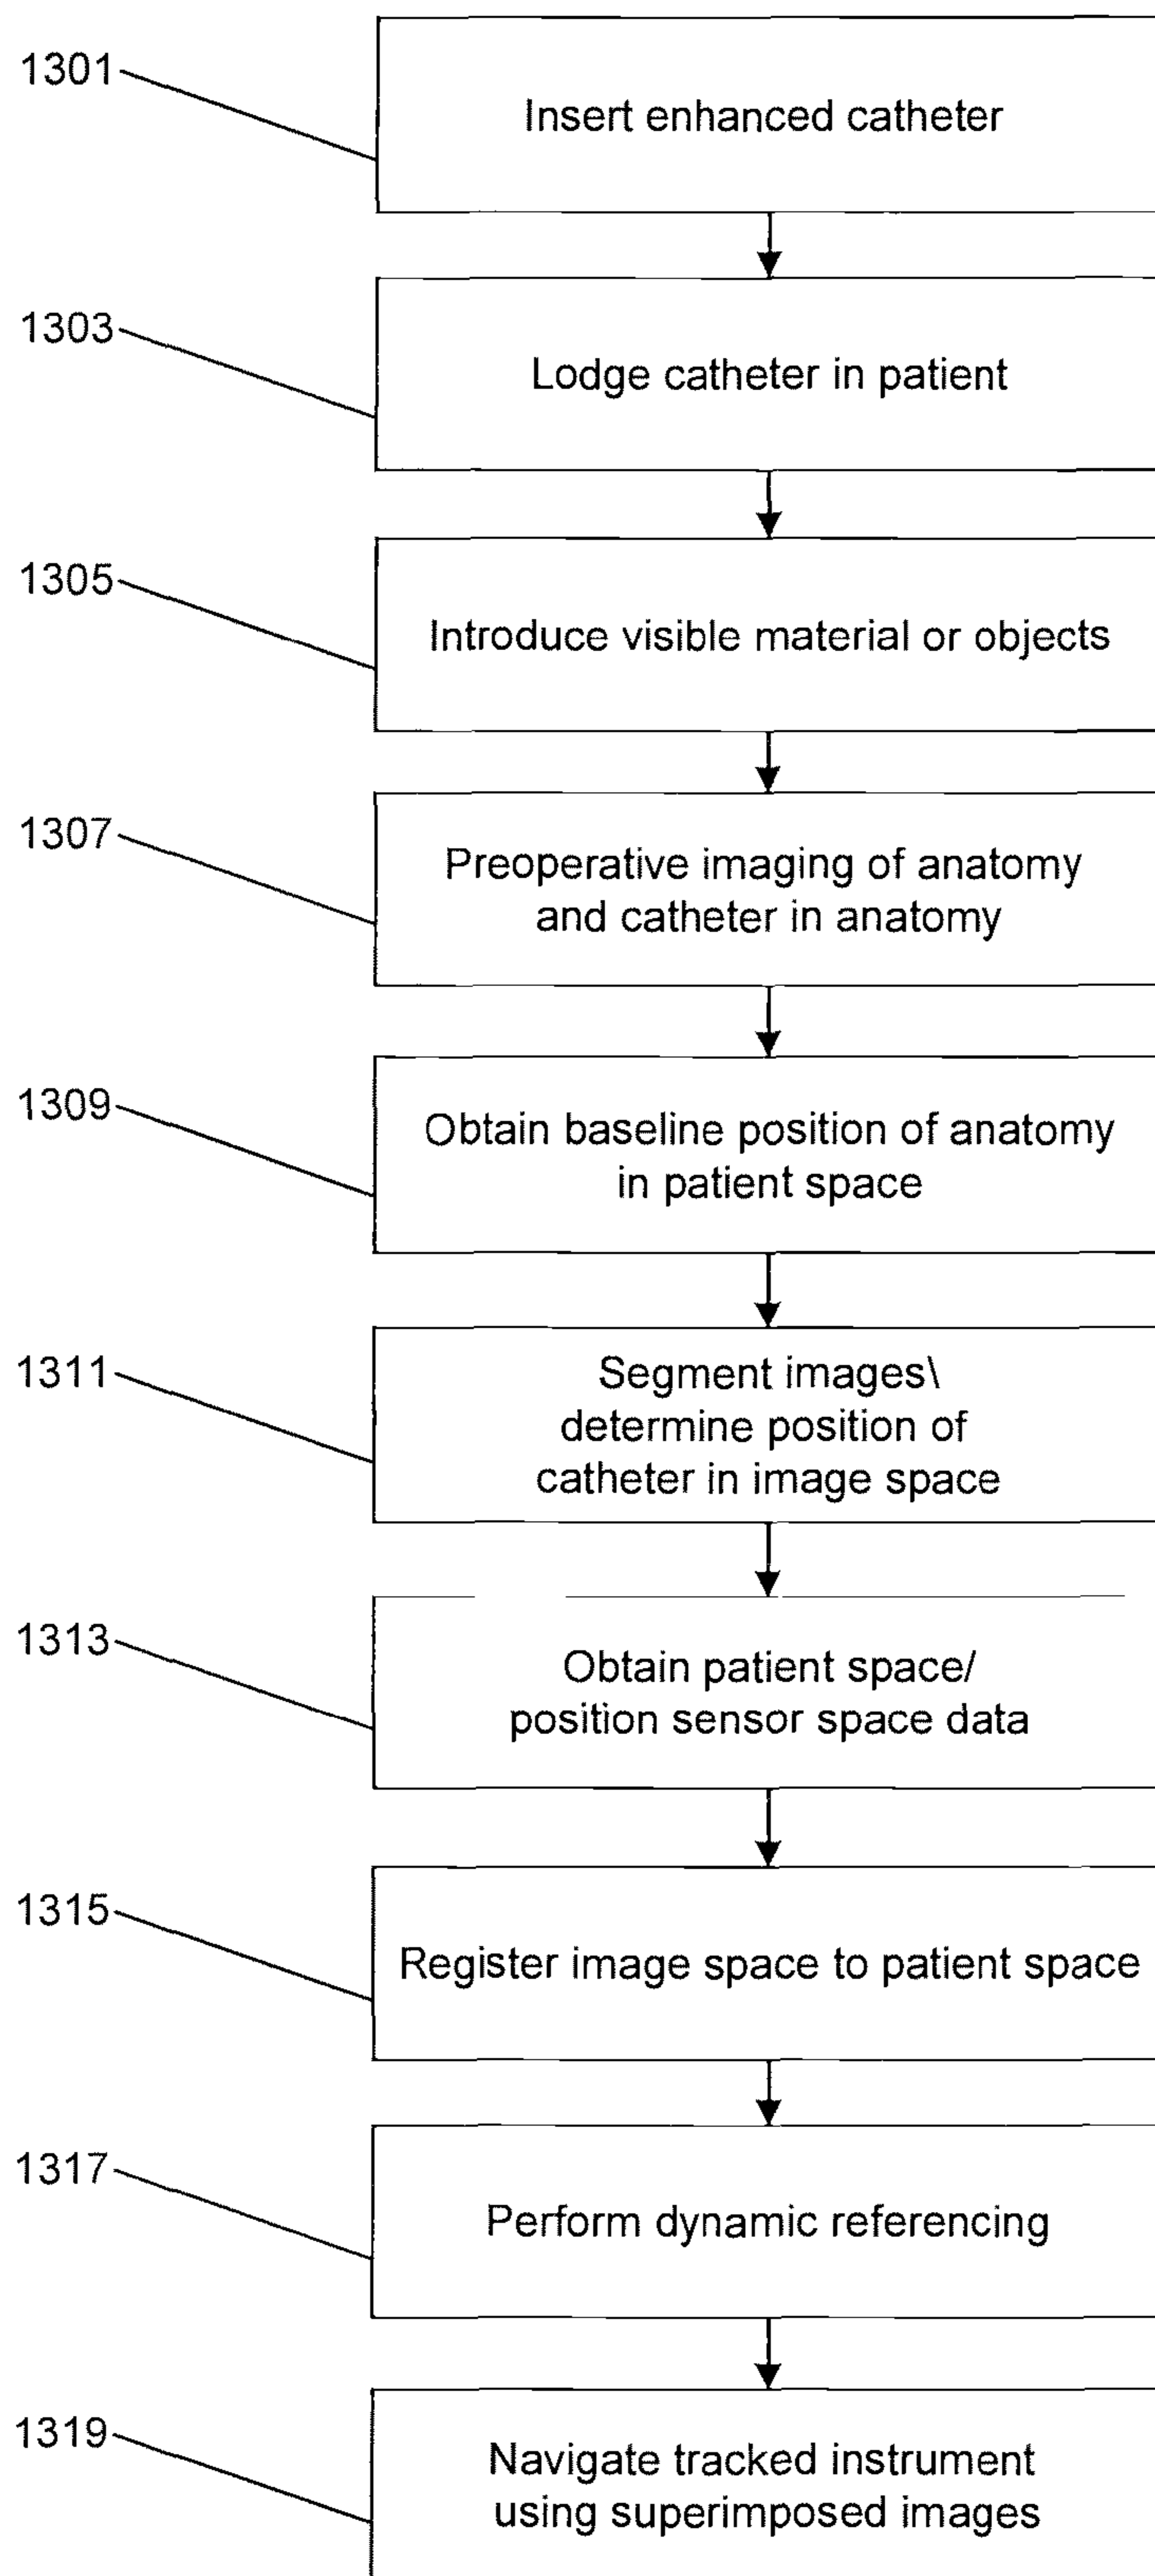 1301
Insert enhanced catheter
1303
Lodge catheter in patient
1305
Introduce visible material or objects
1307
Preoperative imaging of anatomy
and catheter in anatomy
1309
Obtain baseline position of anatomy
in patient space
1311
Segment images\
determine position of
catheter in image space
1313
Obtain patient space/
position sensor space data
1315
Register image space to patient space
1317
Perform dynamic referencing
1319
Navigate tracked instrument
using superimposed images